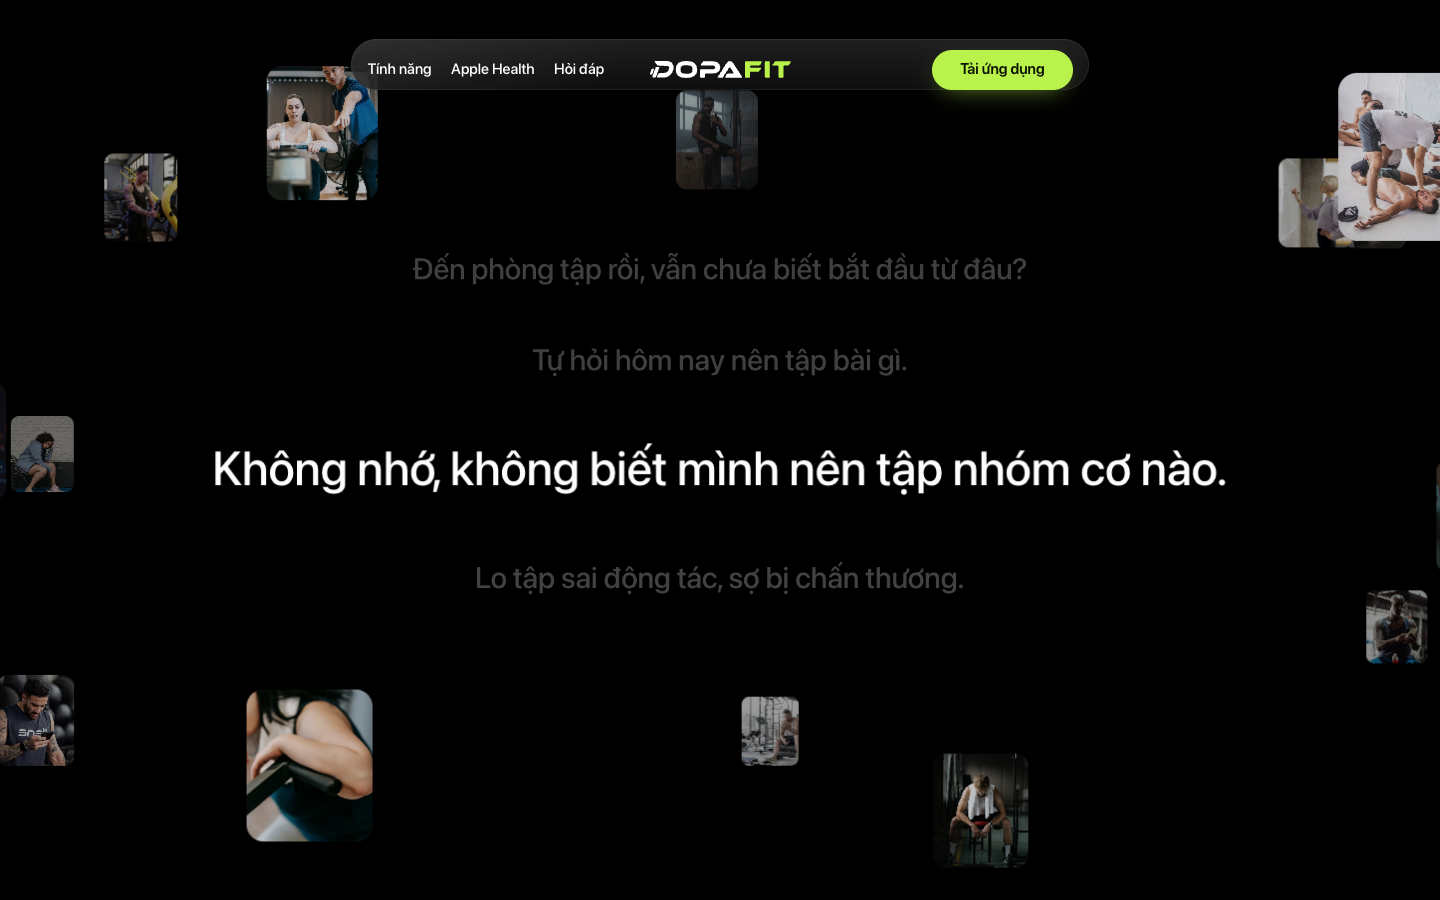 Tính năng
Apple Health
Hỏi đáp
DOPAFIT
Tải ứng dụng
Đến phòng tập rồi, vẫn chưa biết bắt đầu từ đâu?
Tự hỏi hôm nay nên tập bài gì.
Không nhớ, không biết mình nên tập nhóm cơ nào.
Lo tập sai động tác, sợ bị chấn thương.